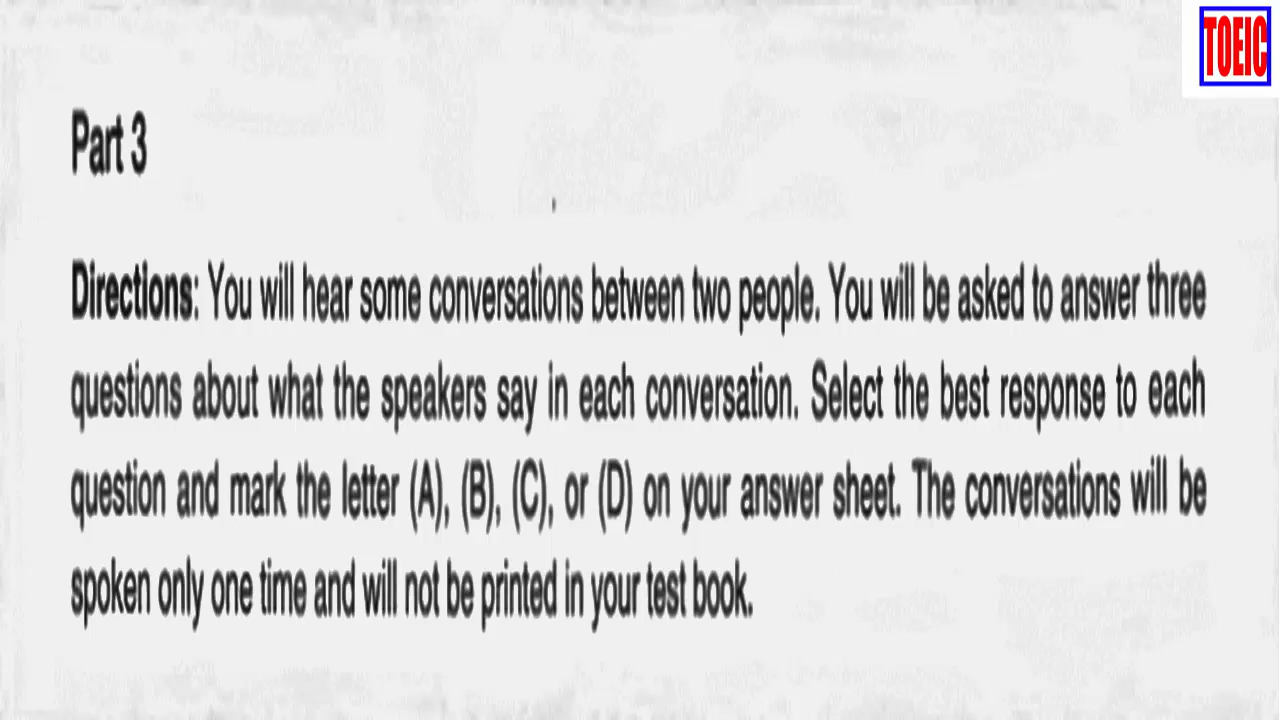 TOEIC
Part 3
Directions: You will hear some conversations between two people. You will be asked to answer three
questions about what the speakers say in each conversation. Select the best response to each
question and mark the letter (A), (B), (C), or (D) on your answer sheet. The conversations will be
spoken only one time and will not be printed in your test book.